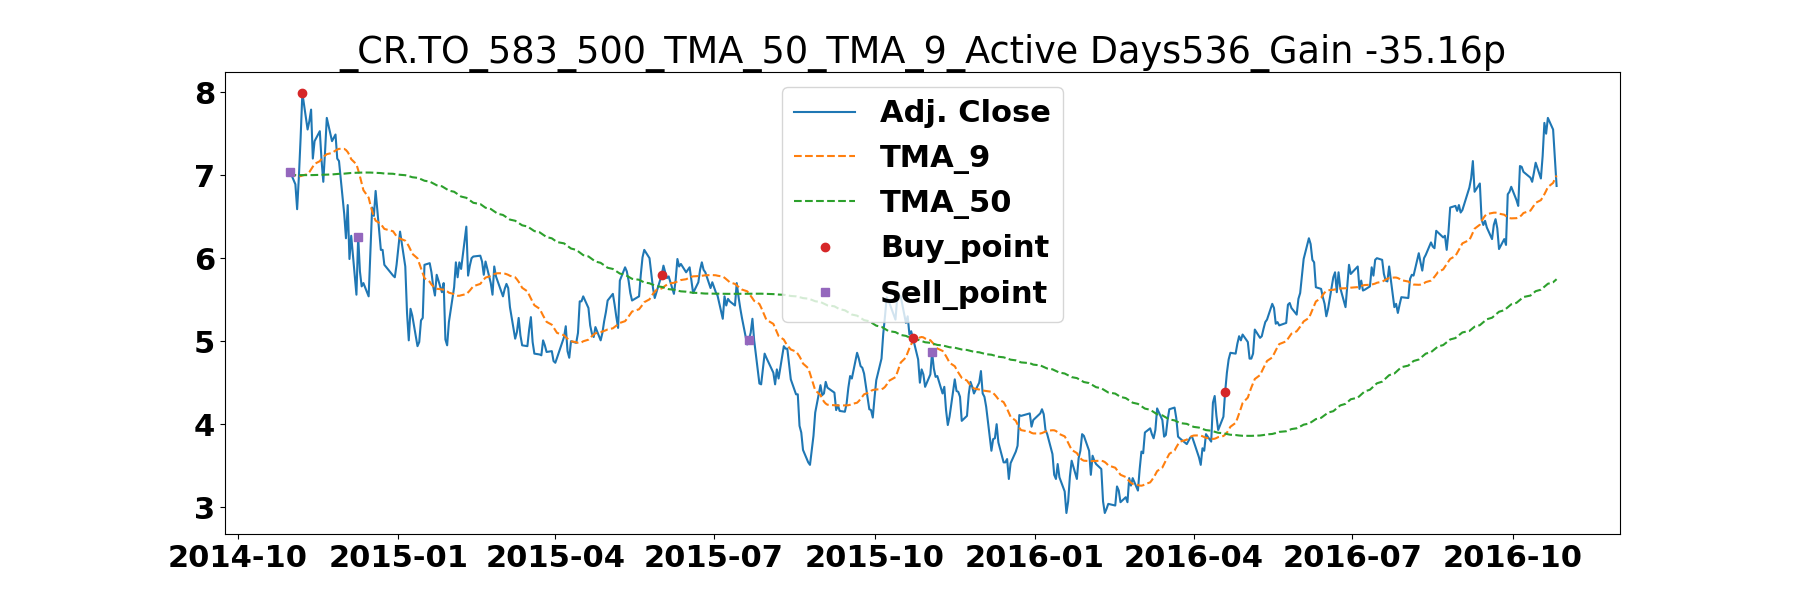 _CR.TO_583_500_TMA_50_TMA_9_Active Days536_Gain -35.16p
8
7
6
5
4
3
Adj. Close
TMA_9
TMA_50
Buy_point
Sell_point
2014-10 2015-01 2015-04 2015-07 2015-10 2016-01 2016-04 2016-07 2016-10